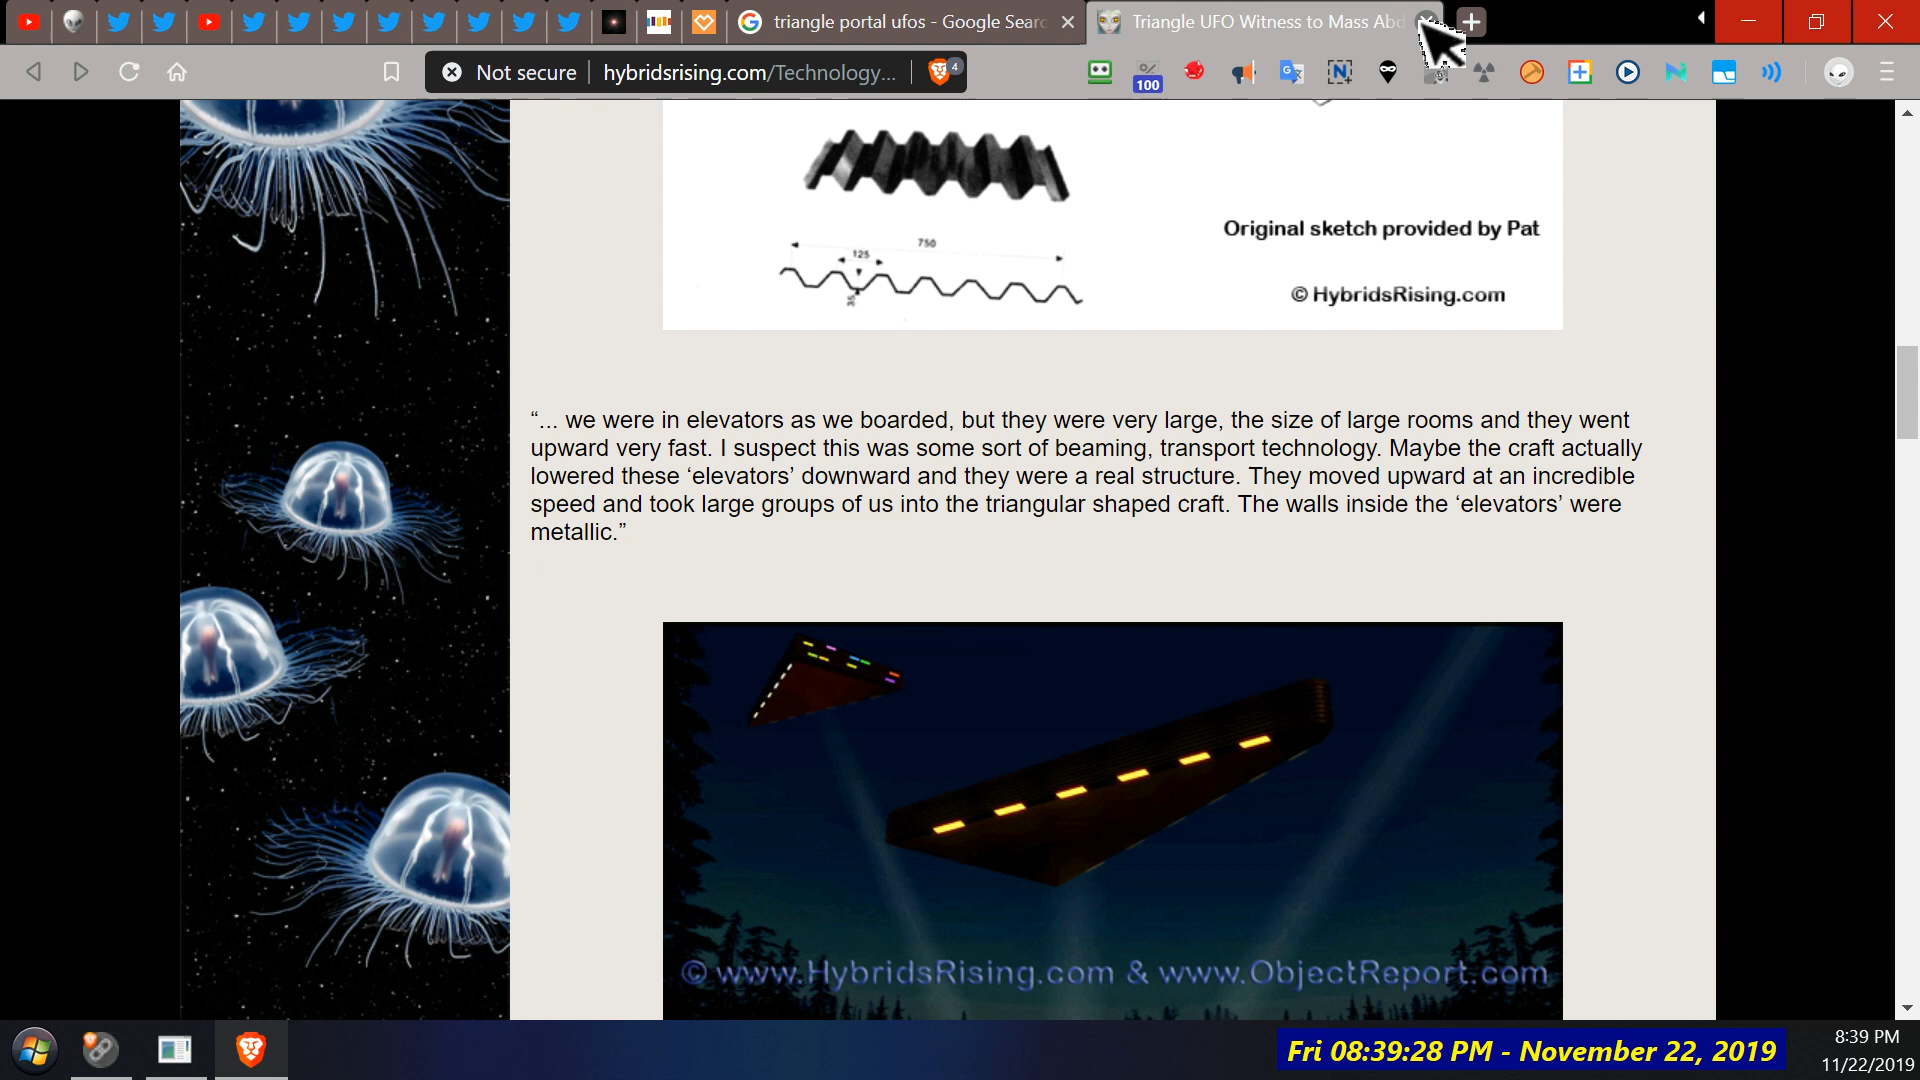 triangle portal ufos - Google Searc
Triangle UFO Witness to Mass Abd
Not secure
hybridsrising.com/Technology...
4
100
750
125
35
Original sketch provided by Pat
© HybridsRising.com
“... we were in elevators as we boarded, but they were very large, the size of large rooms and they went
upward very fast. I suspect this was some sort of beaming, transport technology. Maybe the craft actually
lowered these ‘elevators’ downward and they were a real structure. They moved upward at an incredible
speed and took large groups of us into the triangular shaped craft. The walls inside the ‘elevators’ were
metallic.”
© www.HybridsRising.com & www.ObjectReport.com
Fri 08:39:28 PM - November 22, 2019
8:39 PM
11/22/2019